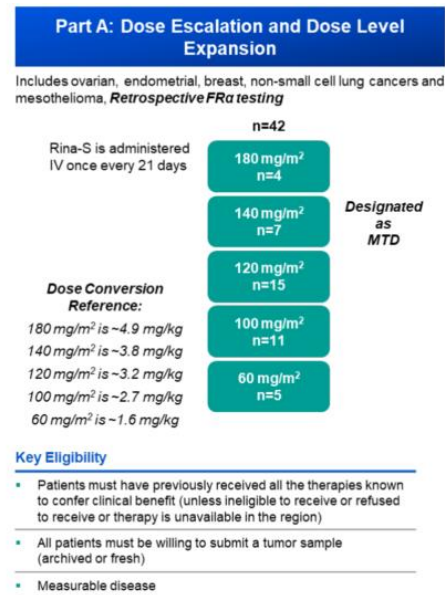 Part A: Dose Escalation and Dose Level
Expansion
Includes ovarian, endometrial, breast, non-small cell lung cancers and
mesothelioma, Retrospective FRα testing
n=42
Rina-S is administered
IV once every 21 days
180 mg/m²
n=4
140 mg/m²
n=7
Designated
as
MTD
120 mg/m²
n=15
100 mg/m²
n=11
60 mg/m²
n=5
Dose Conversion
Reference:
180 mg/m² is ~4.9 mg/kg
140 mg/m² is ~3.8 mg/kg
120 mg/m² is ~3.2 mg/kg
100 mg/m² is ~2.7 mg/kg
60 mg/m² is ~1.6 mg/kg
Key Eligibility
▪ Patients must have previously received all the therapies known
to confer clinical benefit (unless ineligible to receive or refused
to receive or therapy is unavailable in the region)
▪ All patients must be willing to submit a tumor sample
(archived or fresh)
▪ Measurable disease